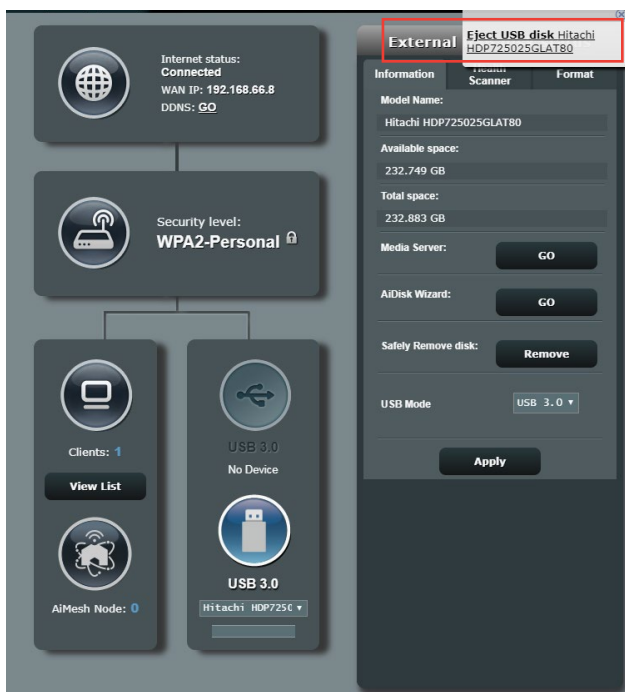 Internet status:
Connected
WAN IP: 192.168.66.8
DDNS: GO
Security level:
WPA2-Personal
Clients: 1
View List
AiMesh Node: 0
USB 3.0
No Device
USB 3.0
Hitachi HDP725
External
Eject USB disk Hitachi
HDP725025GLAT80
Information
Health
Scanner
Format
Model Name:
Hitachi HDP725025GLAT80
Available space:
232.749 GB
Total space:
232.883 GB
Media Server:
GO
AiDisk Wizard:
GO
Safely Remove disk:
Remove
USB Mode
USB 3.0
Apply